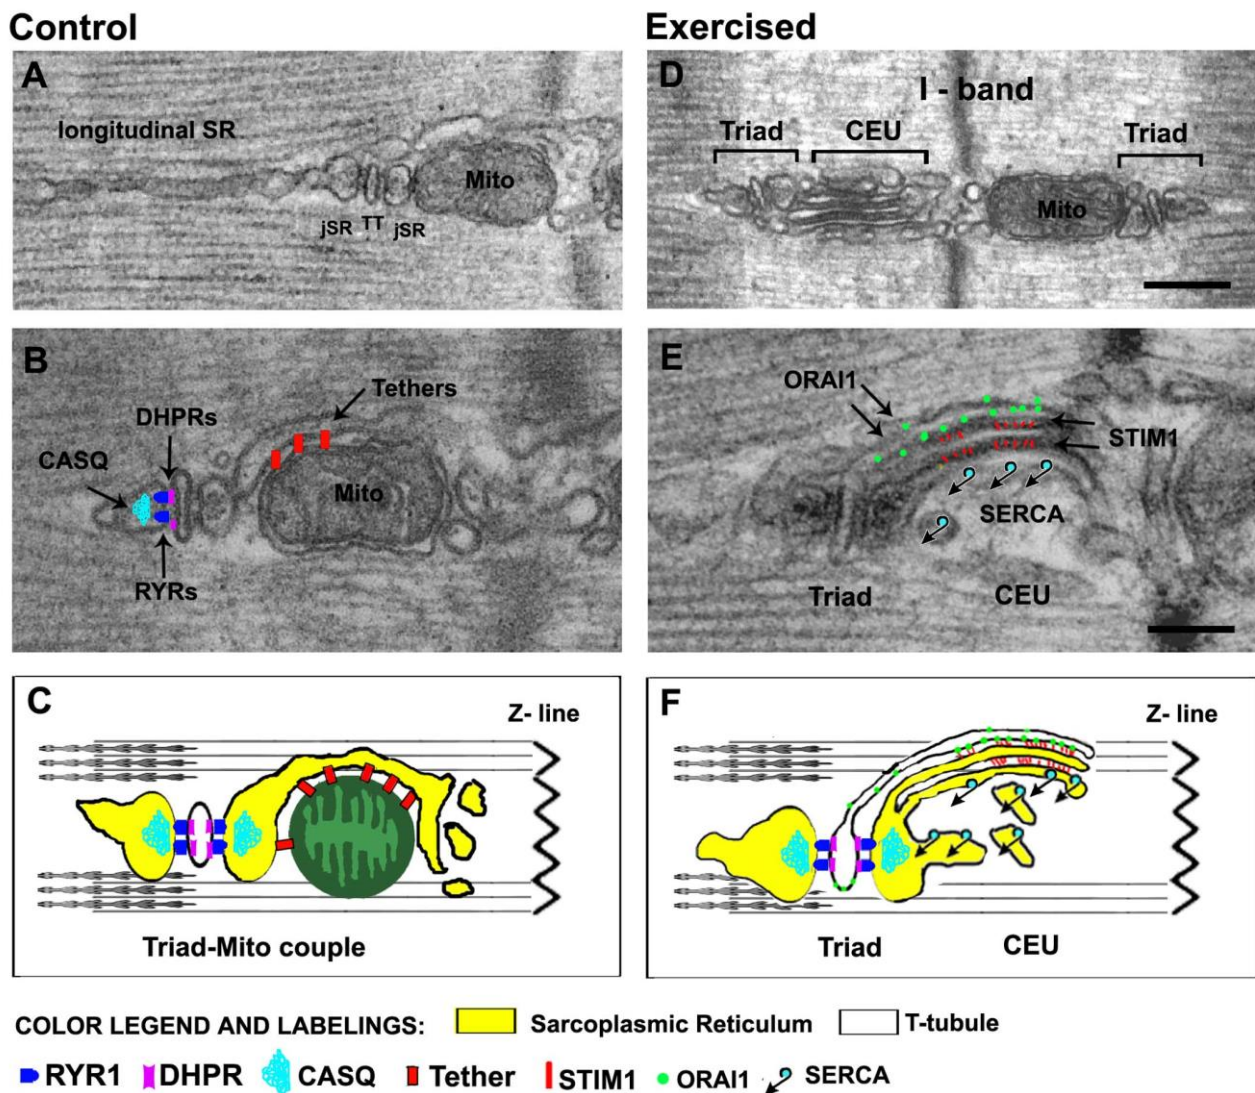 Control
Exercised
A
longitudinal SR
Mito
jSR TT jSR
D
I - band
Triad
CEU
Triad
Mito
B
Tethers
DHPRs
CASQ
Mito
RYRs
E
ORAI1
STIM1
SERCA
Triad
CEU
C
Z- line
Triad-Mito couple
F
Z- line
Triad
CEU
COLOR LEGEND AND LABELINGS: Sarcoplasmic Reticulum T-tubule
RYR1 DHPR CASQ Tether STIM1 ORAI1 SERCA